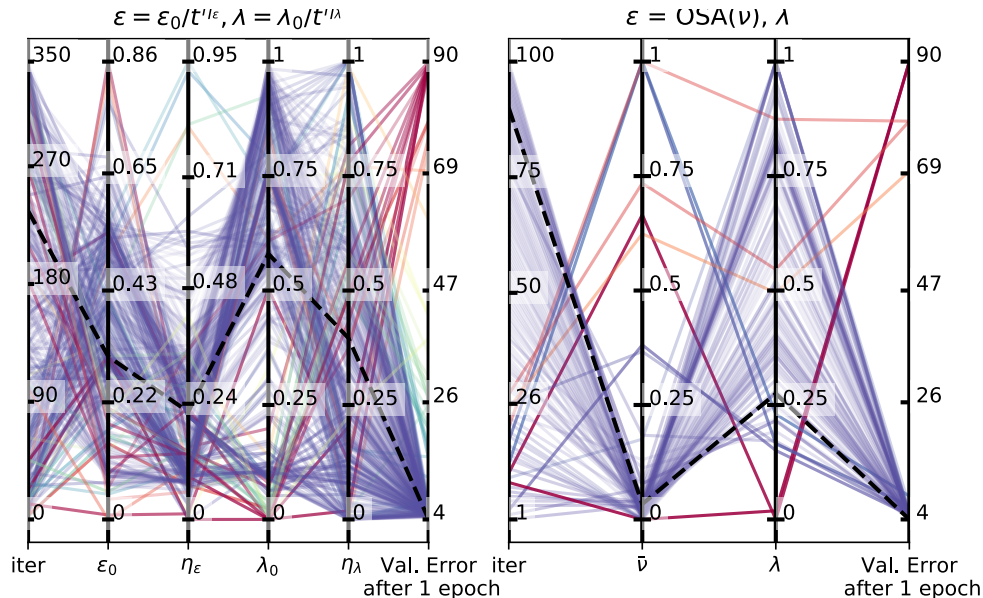 ε = ε₀/t^ηε, λ = λ₀/t^ηλ
350 0.86 0.95 1 1 90
270 0.65 0.71 0.75 0.75 69
180 0.43 0.48 0.5 0.5 47
90 0.22 0.24 0.25 0.25 26
0 0 0 0 0 4
iter ε₀ η_ε λ₀ η_λ Val. Error
after 1 epoch
ε = OSA(ν), λ
100 1 1 90
75 0.75 0.75 69
50 0.5 0.5 47
26 0.25 0.25 26
1 0 0 4
iter ν̄ λ Val. Error
after 1 epoch